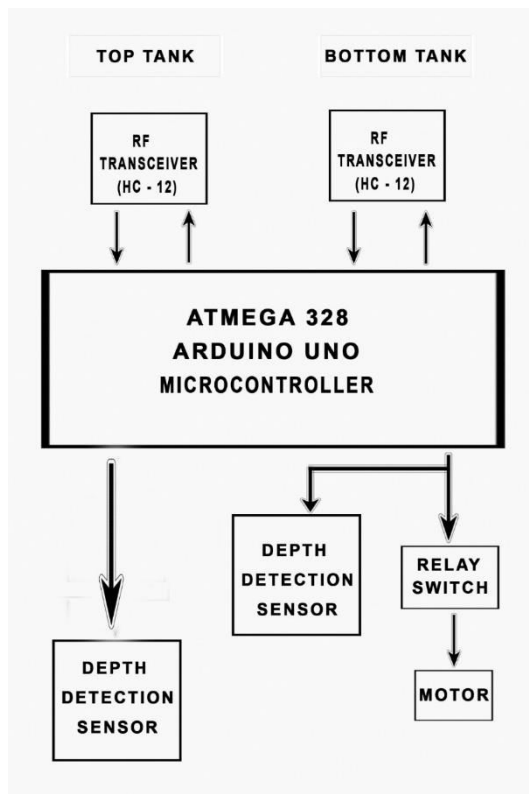 TOP TANK
BOTTOM TANK
RF
TRANSCEIVER
(HC - 12)
RF
TRANSCEIVER
(HC - 12)
ATMEGA 328
ARDUINO UNO
MICROCONTROLLER
DEPTH
DETECTION
SENSOR
RELAY
SWITCH
DEPTH
DETECTION
SENSOR
MOTOR